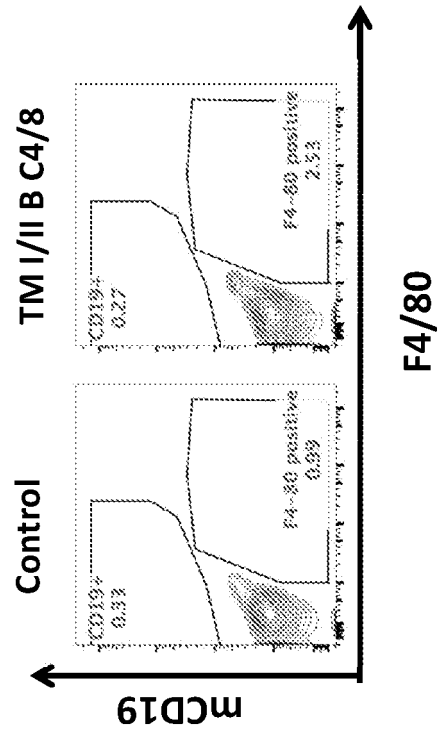 Control
TM I/II B C4/8
CD19+
0.33
F4-80 positive
0.99
CD19+
0.27
F4-80 positive
2.53
mCD19
F4/80